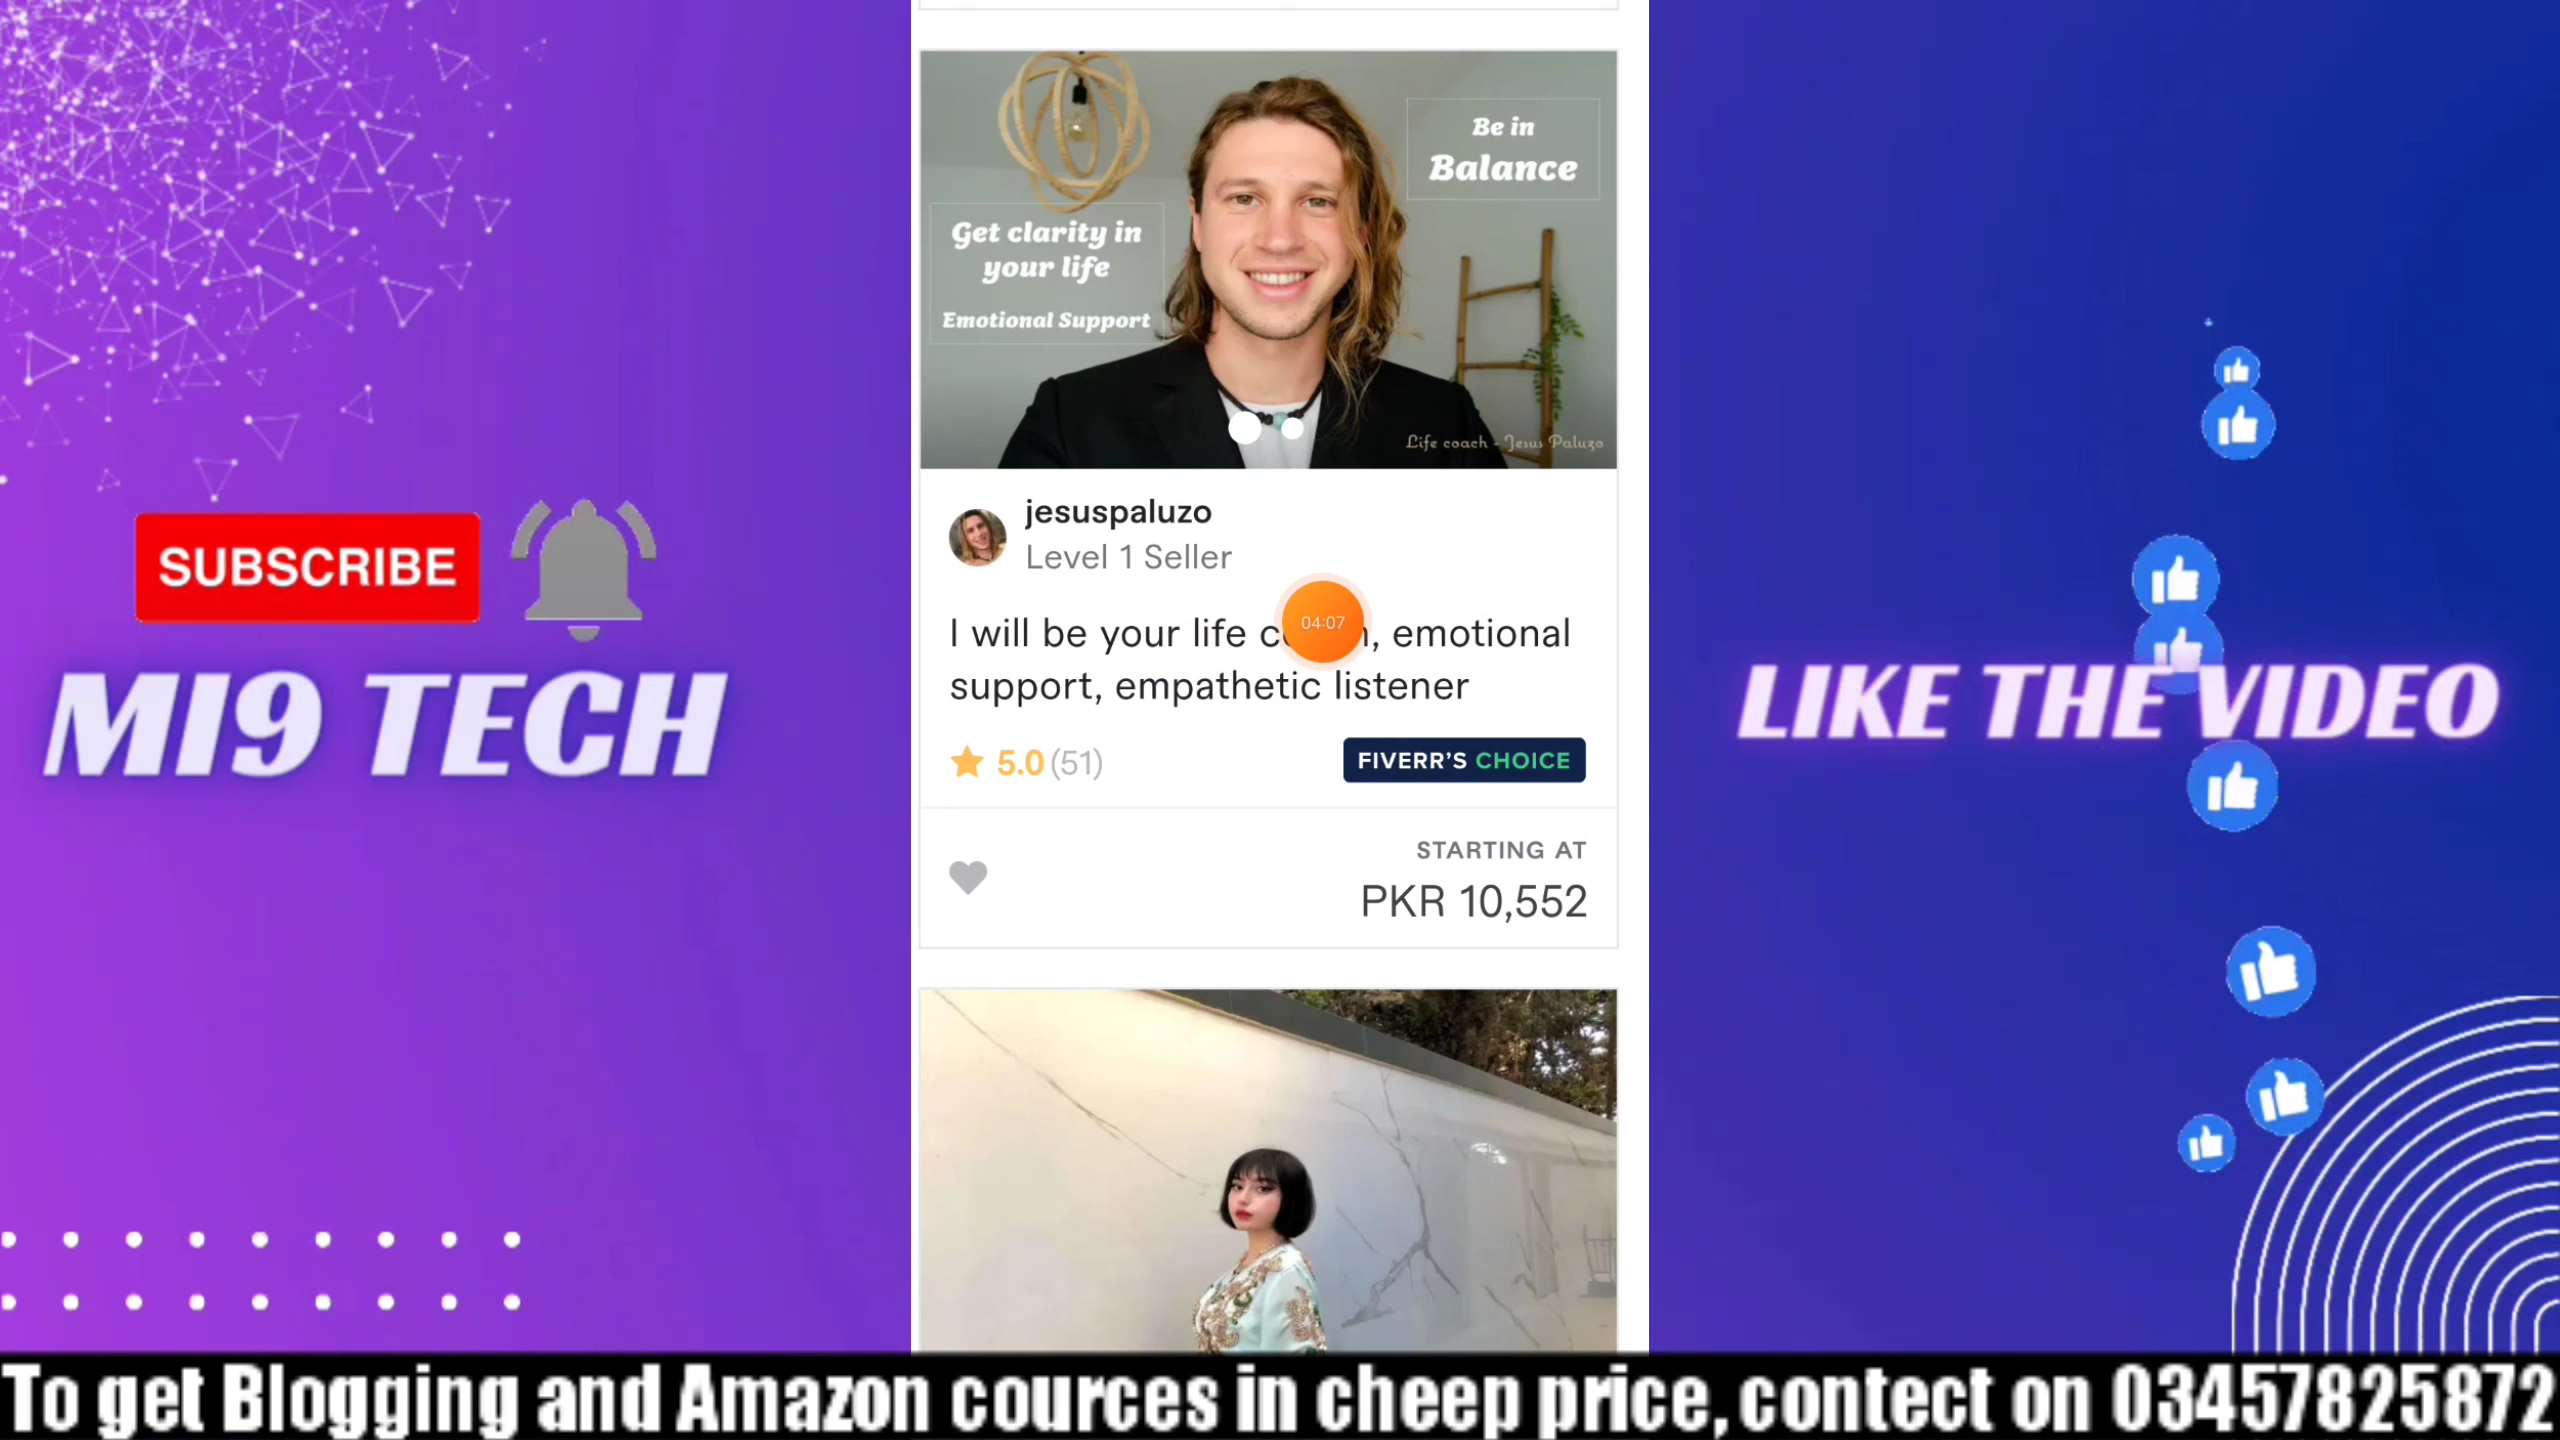 Be in
Balance
Get clarity in
your life
Emotional Support
Life coach - Jesus Paluzo
jesuspaluzo
Level 1 Seller
04:07
I will be your life , emotional
support, empathetic listener
5.0 (51)
FIVERR'S CHOICE
STARTING AT
PKR 10,552
SUBSCRIBE
MI9 TECH
LIKE THE VIDEO
To get Blogging and Amazon cources in cheep price, contect on 03457825872